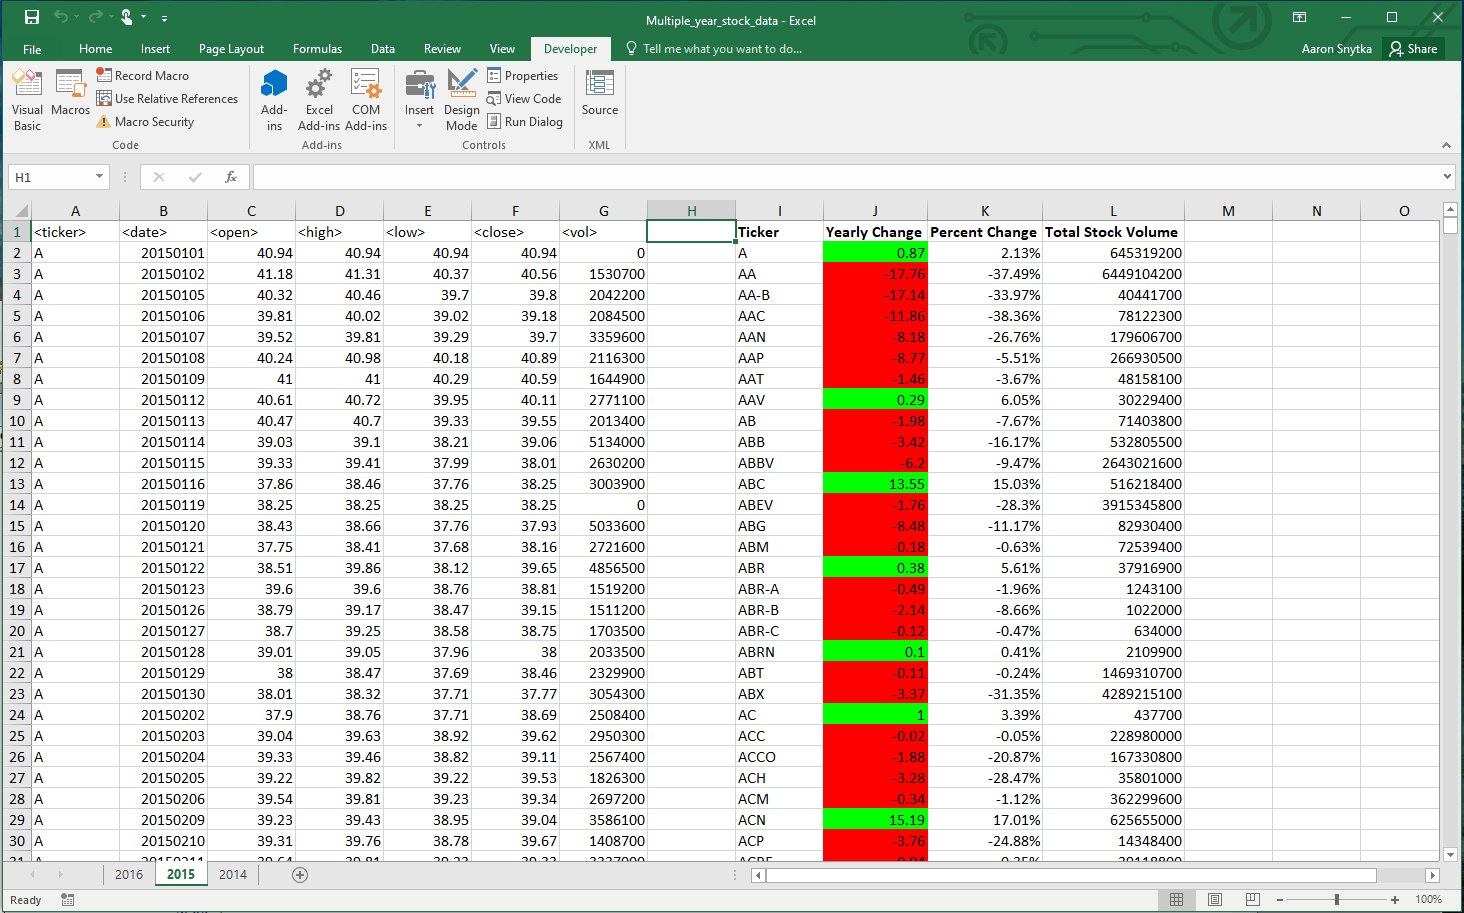 Multiple_year_stock_data - Excel
File Home Insert Page Layout Formulas Data Review View Developer Tell me what you want to do... Aaron Snytka Share
Visual Basic Macros Record Macro Use Relative References Macro Security
Add-ins Excel Add-ins COM Add-ins
Insert Design Mode Properties View Code Run Dialog
Source
Code Add-ins Controls XML
H1 fx
A B C D E F G H I J K L M N O
1 <ticker> <date> <open> <high> <low> <close> <vol> Ticker Yearly Change Percent Change Total Stock Volume
2 A 20150101 40.94 40.94 40.94 40.94 0 A 0.87 2.13% 645319200
3 A 20150102 41.18 41.31 40.37 40.56 1530700 AA -17.76 -37.49% 6449104200
4 A 20150105 40.32 40.46 39.7 39.8 2042200 AA-B -17.14 -33.97% 40441700
5 A 20150106 39.81 40.02 39.02 39.18 2084500 AAC -11.86 -38.36% 78122300
6 A 20150107 39.52 39.81 39.29 39.7 3359600 AAN -8.18 -26.76% 179606700
7 A 20150108 40.24 40.98 40.18 40.89 2116300 AAP -8.77 -5.51% 266930500
8 A 20150109 41 41 40.29 40.59 1644900 AAT -1.46 -3.67% 48158100
9 A 20150112 40.61 40.72 39.95 40.11 2771100 AAV 0.29 6.05% 30229400
10 A 20150113 40.47 40.7 39.33 39.55 2013400 AB -1.98 -7.67% 71403800
11 A 20150114 39.03 39.1 38.21 39.06 5134000 ABB -3.42 -16.17% 532805500
12 A 20150115 39.33 39.41 37.99 38.01 2630200 ABBV -6.2 -9.47% 2643021600
13 A 20150116 37.86 38.46 37.76 38.25 3003900 ABC 13.55 15.03% 516218400
14 A 20150119 38.25 38.25 38.25 38.25 0 ABEV -1.76 -28.3% 3915345800
15 A 20150120 38.43 38.66 37.76 37.93 5033600 ABG -8.48 -11.17% 82930400
16 A 20150121 37.75 38.41 37.68 38.16 2721600 ABM -0.18 -0.63% 72539400
17 A 20150122 38.51 39.86 38.12 39.65 4856500 ABR 0.38 5.61% 37916900
18 A 20150123 39.6 39.6 38.76 38.81 1519200 ABR-A -0.49 -1.96% 1243100
19 A 20150126 38.79 39.17 38.47 39.15 1511200 ABR-B -2.14 -8.66% 1022000
20 A 20150127 38.7 39.25 38.58 38.75 1703500 ABR-C -0.12 -0.47% 634000
21 A 20150128 39.01 39.05 37.96 38 2033500 ABRN 0.1 0.41% 2109900
22 A 20150129 38 38.47 37.69 38.46 2329900 ABT -0.11 -0.24% 1469310700
23 A 20150130 38.01 38.32 37.71 37.77 3054300 ABX -3.37 -31.35% 4289215100
24 A 20150202 37.9 38.76 37.71 38.69 2508400 AC 1 3.39% 437700
25 A 20150203 39.04 39.63 38.92 39.62 2950300 ACC -0.02 -0.05% 228980000
26 A 20150204 39.33 39.46 38.82 39.11 2567400 ACCO -1.88 -20.87% 167330800
27 A 20150205 39.22 39.82 39.22 39.53 1826300 ACH -3.28 -28.47% 35801000
28 A 20150206 39.54 39.81 39.23 39.34 2697200 ACM -0.34 -1.12% 362299600
29 A 20150209 39.23 39.43 38.95 39.04 3586100 ACN 15.19 17.01% 625655000
30 A 20150210 39.31 39.76 38.78 39.67 1408700 ACP -3.76 -24.88% 14348400
2016 2015 2014
Ready 100%